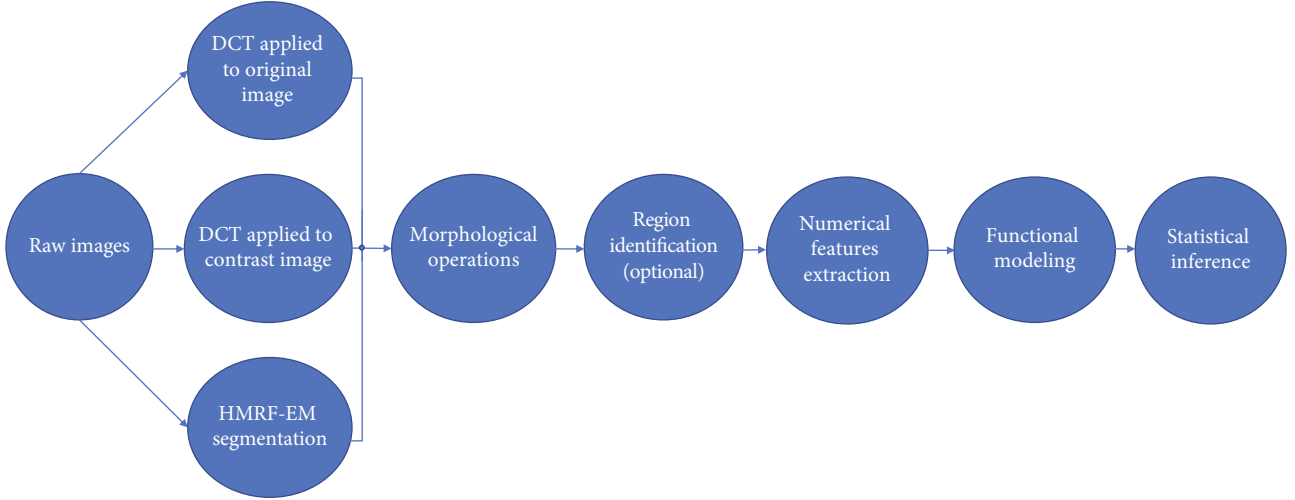 DCT applied
to original
image
Raw images
DCT applied to
contrast image
HMRF-EM
segmentation
Morphological
operations
Region
identification
(optional)
Numerical
features
extraction
Functional
modeling
Statistical
inference